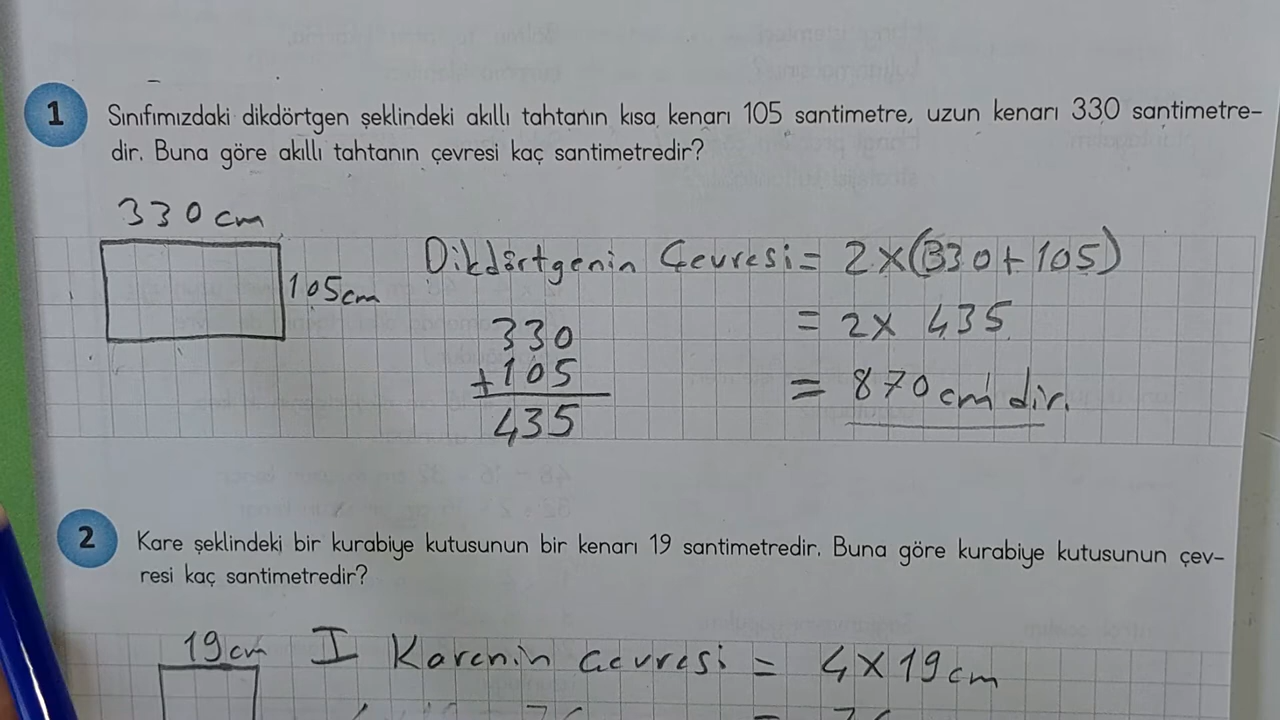 1
Sınıfımızdaki dikdörtgen şeklindeki akıllı tahtanın kısa kenarı 105 santimetre, uzun kenarı 330 santimetre-
dir. Buna göre akıllı tahtanın çevresi kaç santimetredir?
330 cm
105cm
Dikdörtgenin Çevresi = 2x(330+105)
= 2x 435
= 870 cm'dir.
330
+105
435
2
Kare şeklindeki bir kurabiye kutusunun bir kenarı 19 santimetredir. Buna göre kurabiye kutusunun çev-
resi kaç santimetredir?
19cm
I Karenin Çevresi = 4x19cm